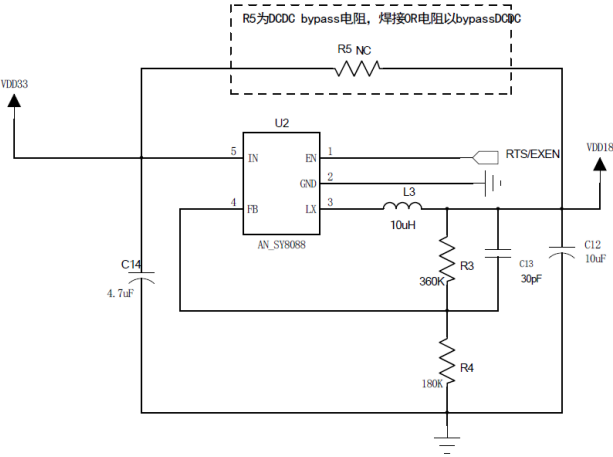 R5为DCDC bypass电阻，焊接0R电阻以bypassDCDC
R5 NC
VDD33
U2
5 IN EN 1
RTS/EXEN
VDD18
GND 2
4 FB LX 3
L3
10uH
AN_SY8088
C14
4.7uF
R3
360K
C13
30pF
C12
10uF
R4
180K